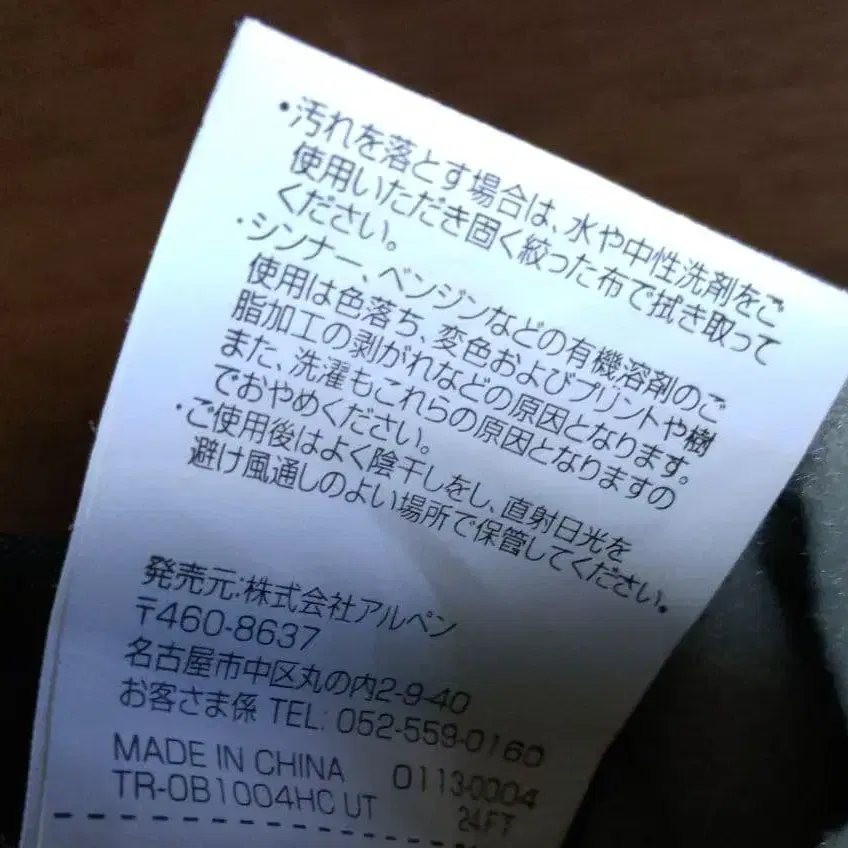 ・汚れを落とす場合は、水や中性洗剤をご
使用いただき固く絞った布で拭き取って
ください。
・シンナー、ベンジンなどの有機溶剤のご
使用は色落ち、変色およびプリントや樹
脂加工の剥がれなどの原因となります。
また、洗濯もこれらの原因となりますの
でおやめください。
・ご使用後はよく陰干しをし、直射日光を
避け風通しのよい場所で保管してください。
発売元:株式会社アルペン
〒460-8637
名古屋市中区丸の内2-9-40
お客さま係 TEL: 052-559-0160
MADE IN CHINA 0113-0004
TR-0B1004HC UT 24FT